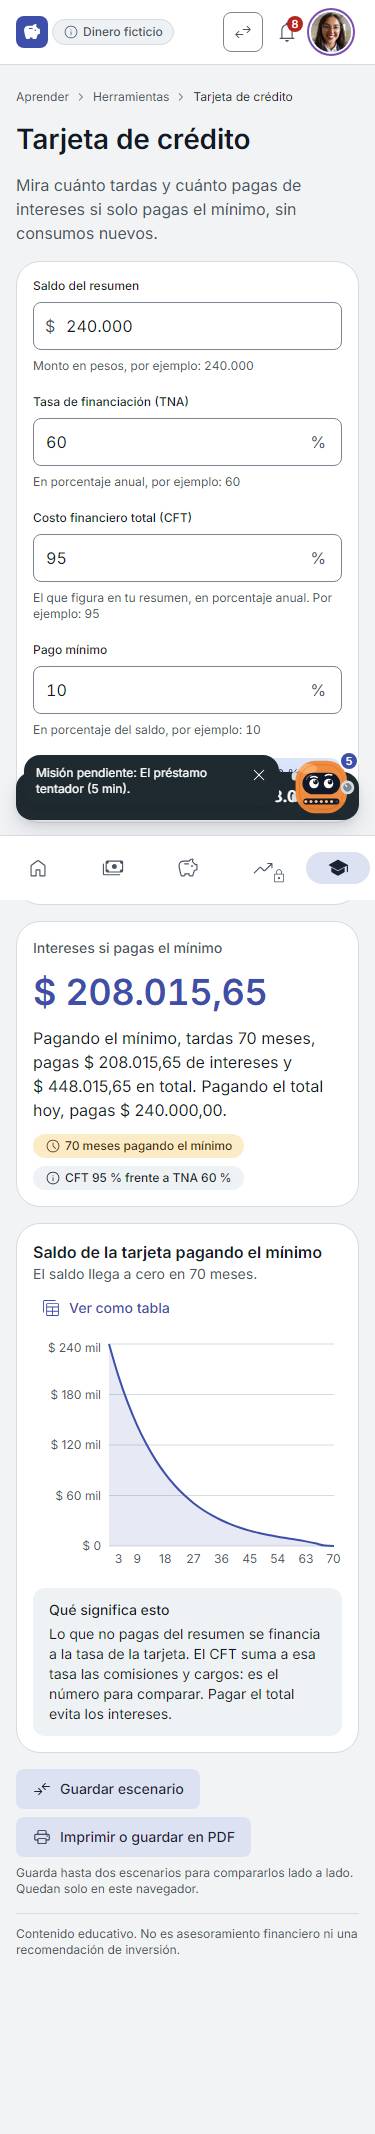 Dinero ficticio
8
Aprender > Herramientas > Tarjeta de crédito
Tarjeta de crédito
Mira cuánto tardas y cuánto pagas de
intereses si solo pagas el mínimo, sin
consumos nuevos.
Saldo del resumen
$ 240.000
Monto en pesos, por ejemplo: 240.000
Tasa de financiación (TNA)
60 %
En porcentaje anual, por ejemplo: 60
Costo financiero total (CFT)
95 %
El que figura en tu resumen, en porcentaje anual. Por
ejemplo: 95
Pago mínimo
10 %
En porcentaje del saldo, por ejemplo: 10
5
Misión pendiente: El préstamo
tentador (5 min).
Intereses si pagas el mínimo
$ 208.015,65
Pagando el mínimo, tardas 70 meses,
pagas $ 208.015,65 de intereses y
$ 448.015,65 en total. Pagando el total
hoy, pagas $ 240.000,00.
70 meses pagando el mínimo
CFT 95 % frente a TNA 60 %
Saldo de la tarjeta pagando el mínimo
El saldo llega a cero en 70 meses.
Ver como tabla
$ 240 mil
$ 180 mil
$ 120 mil
$ 60 mil
$ 0
3 9 18 27 36 45 54 63 70
Qué significa esto
Lo que no pagas del resumen se financia
a la tasa de la tarjeta. El CFT suma a esa
tasa las comisiones y cargos: es el
número para comparar. Pagar el total
evita los intereses.
Guardar escenario
Imprimir o guardar en PDF
Guarda hasta dos escenarios para compararlos lado a lado.
Quedan solo en este navegador.
Contenido educativo. No es asesoramiento financiero ni una
recomendación de inversión.